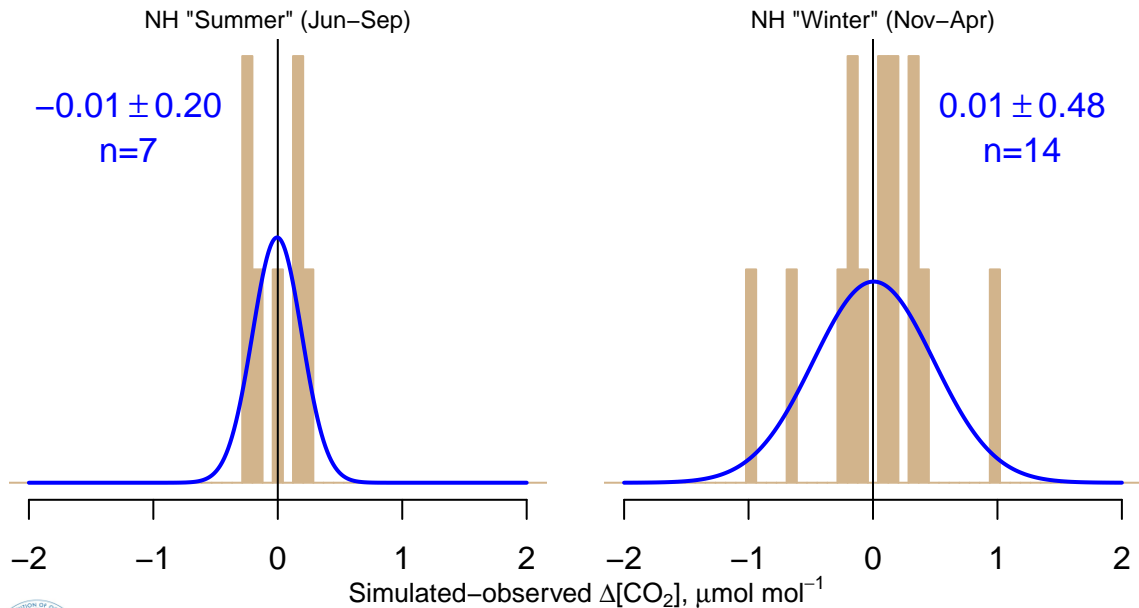 NH "Summer" (Jun−Sep)
−0.01 ± 0.20
n=7
−2 −1 0 1 2
NH "Winter" (Nov−Apr)
0.01 ± 0.48
n=14
−2 −1 0 1 2
Simulated−observed Δ[CO₂], μmol mol⁻¹